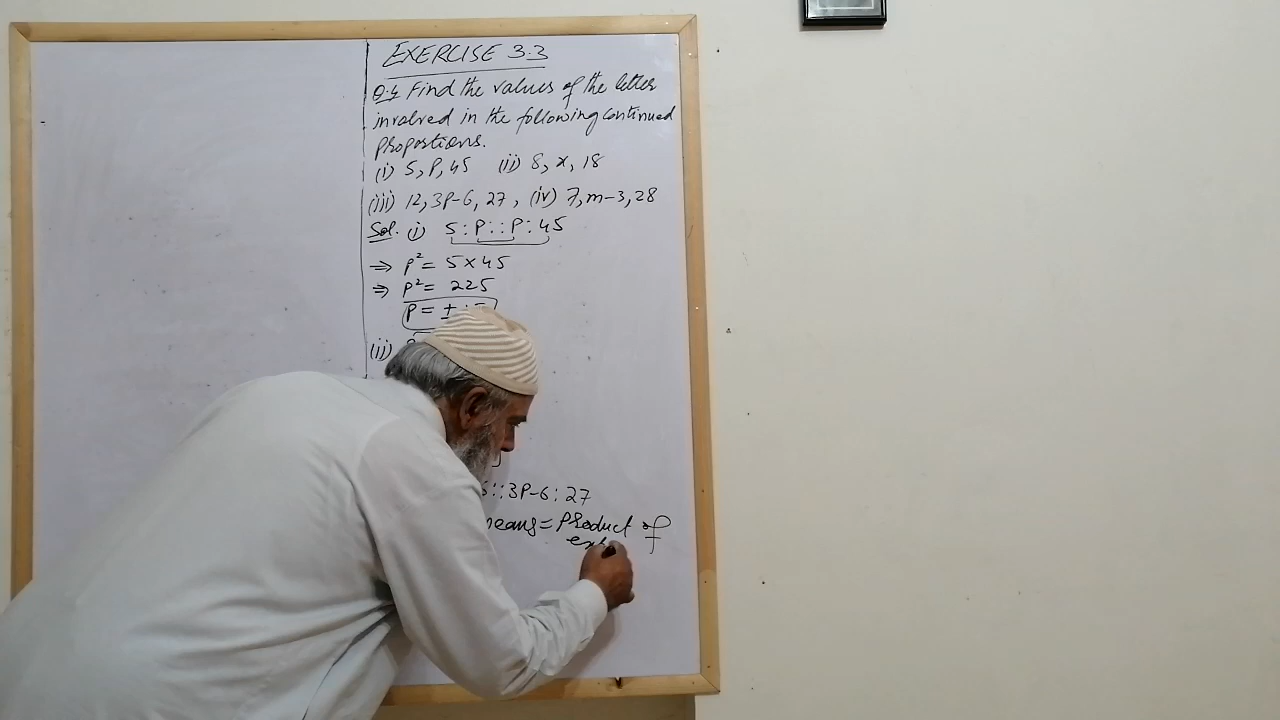 EXERCISE 3.3
Q.4 Find the values of the letter
involved in the following continued
proportions.
(i) 5, P, 45 (ii) 8, x, 18
(iii) 12, 3P-6, 27, (iv) 7, m-3, 28
Sol. (i) 5:P::P:45
⇒ P² = 5×45
⇒ P² = 225
P = ±
(ii)
::3P-6:27
means = Product of